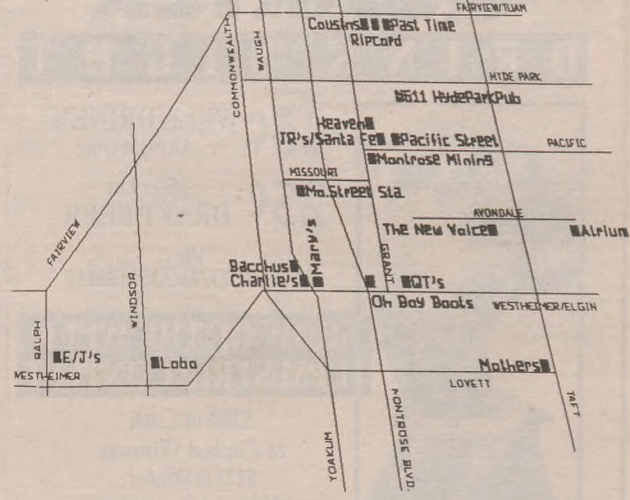 FAIRVIEW/TUAM
Cousins Past Time
Ripcord
COMMONWEALTH
WAUGH
HYDE PARK
611 HydeParkPub
Heaven
JR's/Santa Fe Pacific Street
PACIFIC
Montrose Mining
MISSOURI
Mo.Street Sta.
AVONDALE
The New Voice
Atrium
FAIRVIEW
Mary's
GRANT
Bacchus
Charlie's
QT's
WINDSOR
Oh Boy Boots
WESTHEIMER/ELGIN
RALPH
E/J's
Lobo
Mothers
WESTHEIMER
LOVETT
TAFT
YOAKUM
MONTROSE BLVD.